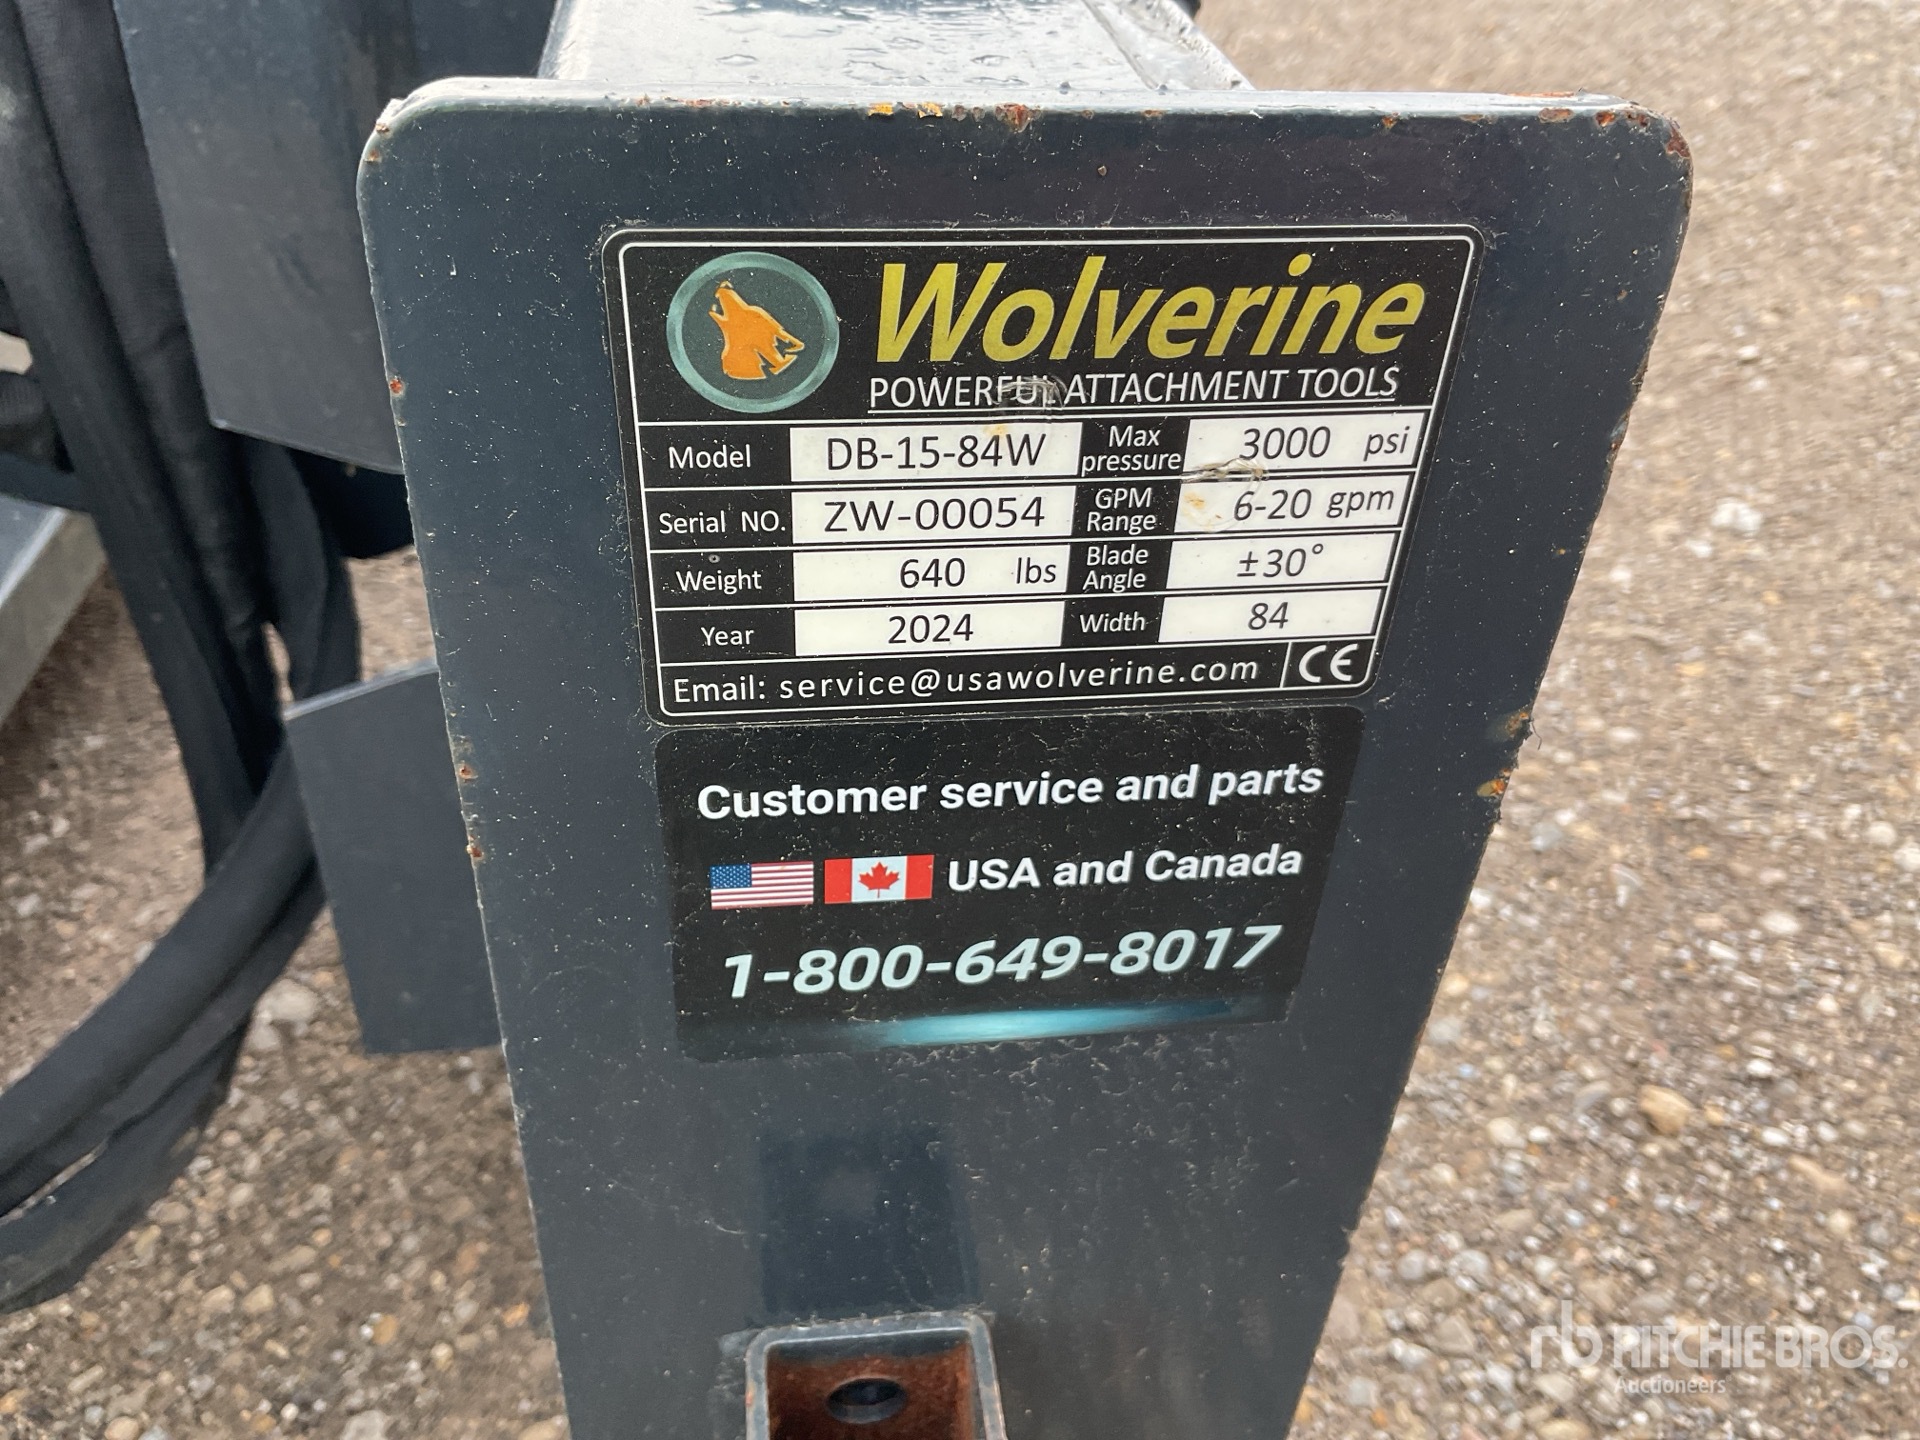 Wolverine
POWERFUL ATTACHMENT TOOLS
Model DB-15-84W Max pressure 3000 psi
Serial NO. ZW-00054 GPM Range 6-20 gpm
Weight 640 lbs Blade Angle ±30°
Year 2024 Width 84
Email: service@usawolverine.com CE
Customer service and parts
USA and Canada
1-800-649-8017
rb RITCHIE BROS.
Auctioneers